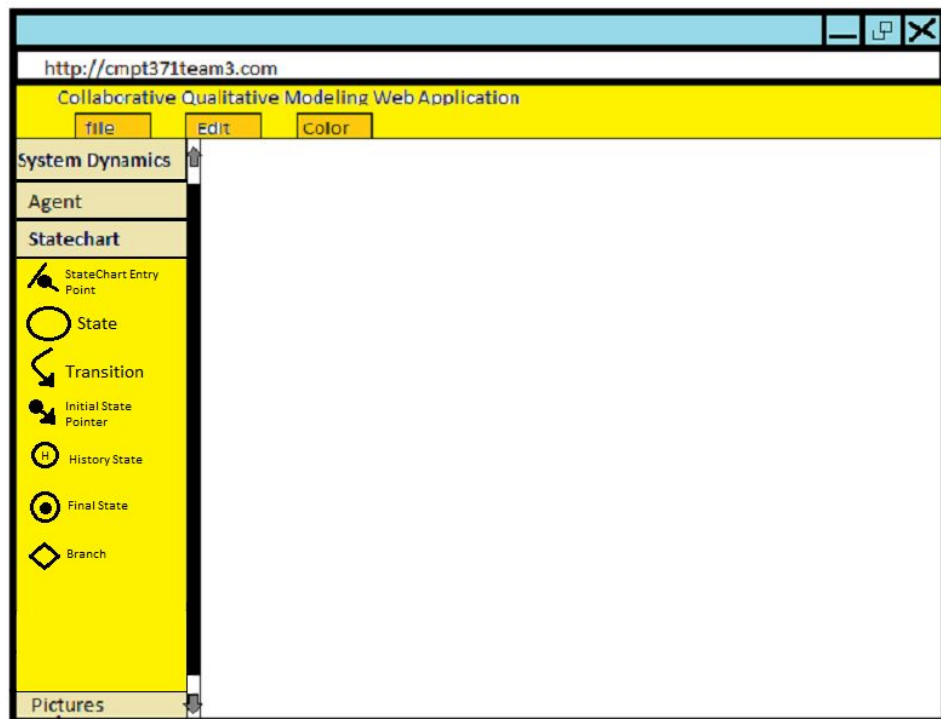 http://cmpt371team3.com
Collaborative Qualitative Modeling Web Application
file Edit Color
System Dynamics
Agent
Statechart
StateChart Entry
Point
State
Transition
Initial State
Pointer
H History State
Final State
Branch
Pictures